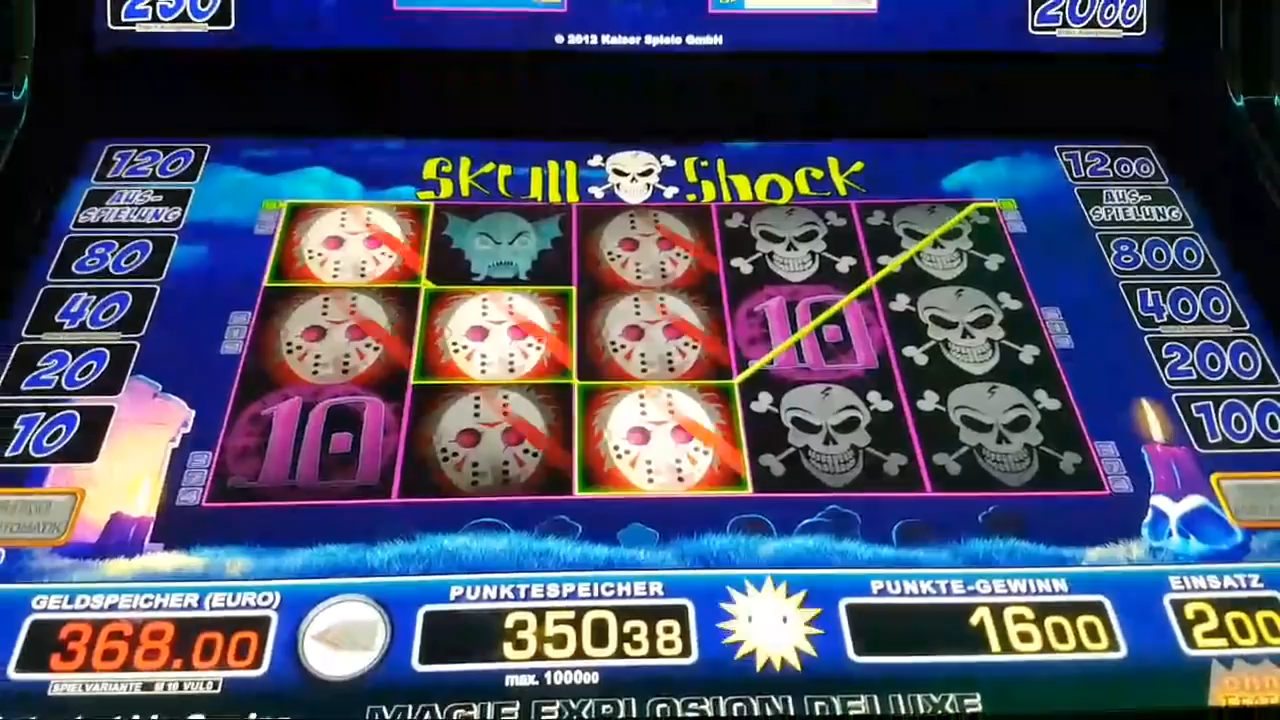 250
2000
© 2012 Kaiser Spiele GmbH
SKull Shock
120
AUS-
SPIELUNG
80
40
20
10
1200
AUS-
SPIELUNG
800
400
200
100
10
10
GELDSPEICHER (EURO)
368.00
SPIELVARIANTE
PUNKTESPEICHER
35038
max. 100000
PUNKTE-GEWINN
1600
EINSATZ
200
MAGIE EXPLOSION DELUXE